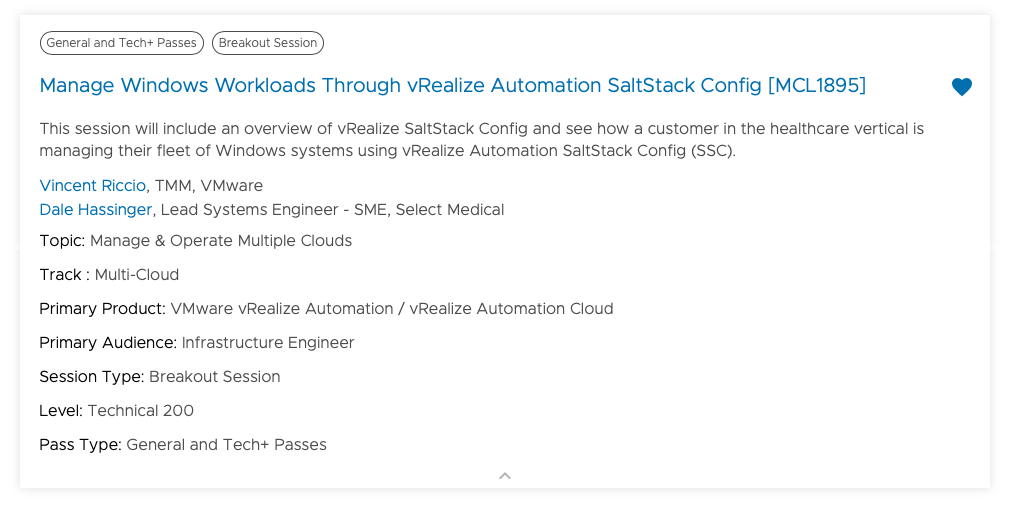 General and Tech+ Passes
Breakout Session
Manage Windows Workloads Through vRealize Automation SaltStack Config [MCL1895]
This session will include an overview of vRealize SaltStack Config and see how a customer in the healthcare vertical is
managing their fleet of Windows systems using vRealize Automation SaltStack Config (SSC).
Vincent Riccio, TMM, VMware
Dale Hassinger, Lead Systems Engineer - SME, Select Medical
Topic: Manage & Operate Multiple Clouds
Track : Multi-Cloud
Primary Product: VMware vRealize Automation / vRealize Automation Cloud
Primary Audience: Infrastructure Engineer
Session Type: Breakout Session
Level: Technical 200
Pass Type: General and Tech+ Passes